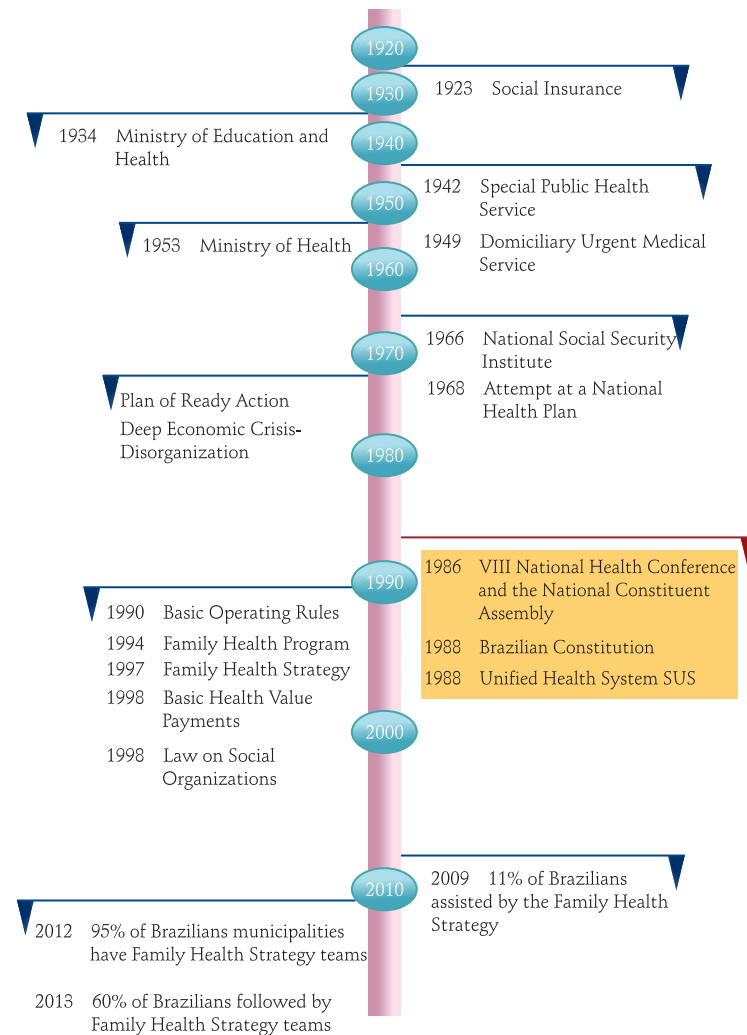 1920
1923 Social Insurance
1930
1934 Ministry of Education and
Health
1940
1942 Special Public Health
Service
1949 Domiciliary Urgent Medical
Service
1950
1953 Ministry of Health
1960
1966 National Social Security
Institute
1968 Attempt at a National
Health Plan
1970
Plan of Ready Action
Deep Economic Crisis-
Disorganization
1980
1986 VIII National Health Conference
and the National Constituent
Assembly
1988 Brazilian Constitution
1988 Unified Health System SUS
1990
1990 Basic Operating Rules
1994 Family Health Program
1997 Family Health Strategy
1998 Basic Health Value
Payments
1998 Law on Social
Organizations
2000
2009 11% of Brazilians
assisted by the Family Health
Strategy
2010
2012 95% of Brazilians municipalities
have Family Health Strategy teams
2013 60% of Brazilians followed by
Family Health Strategy teams